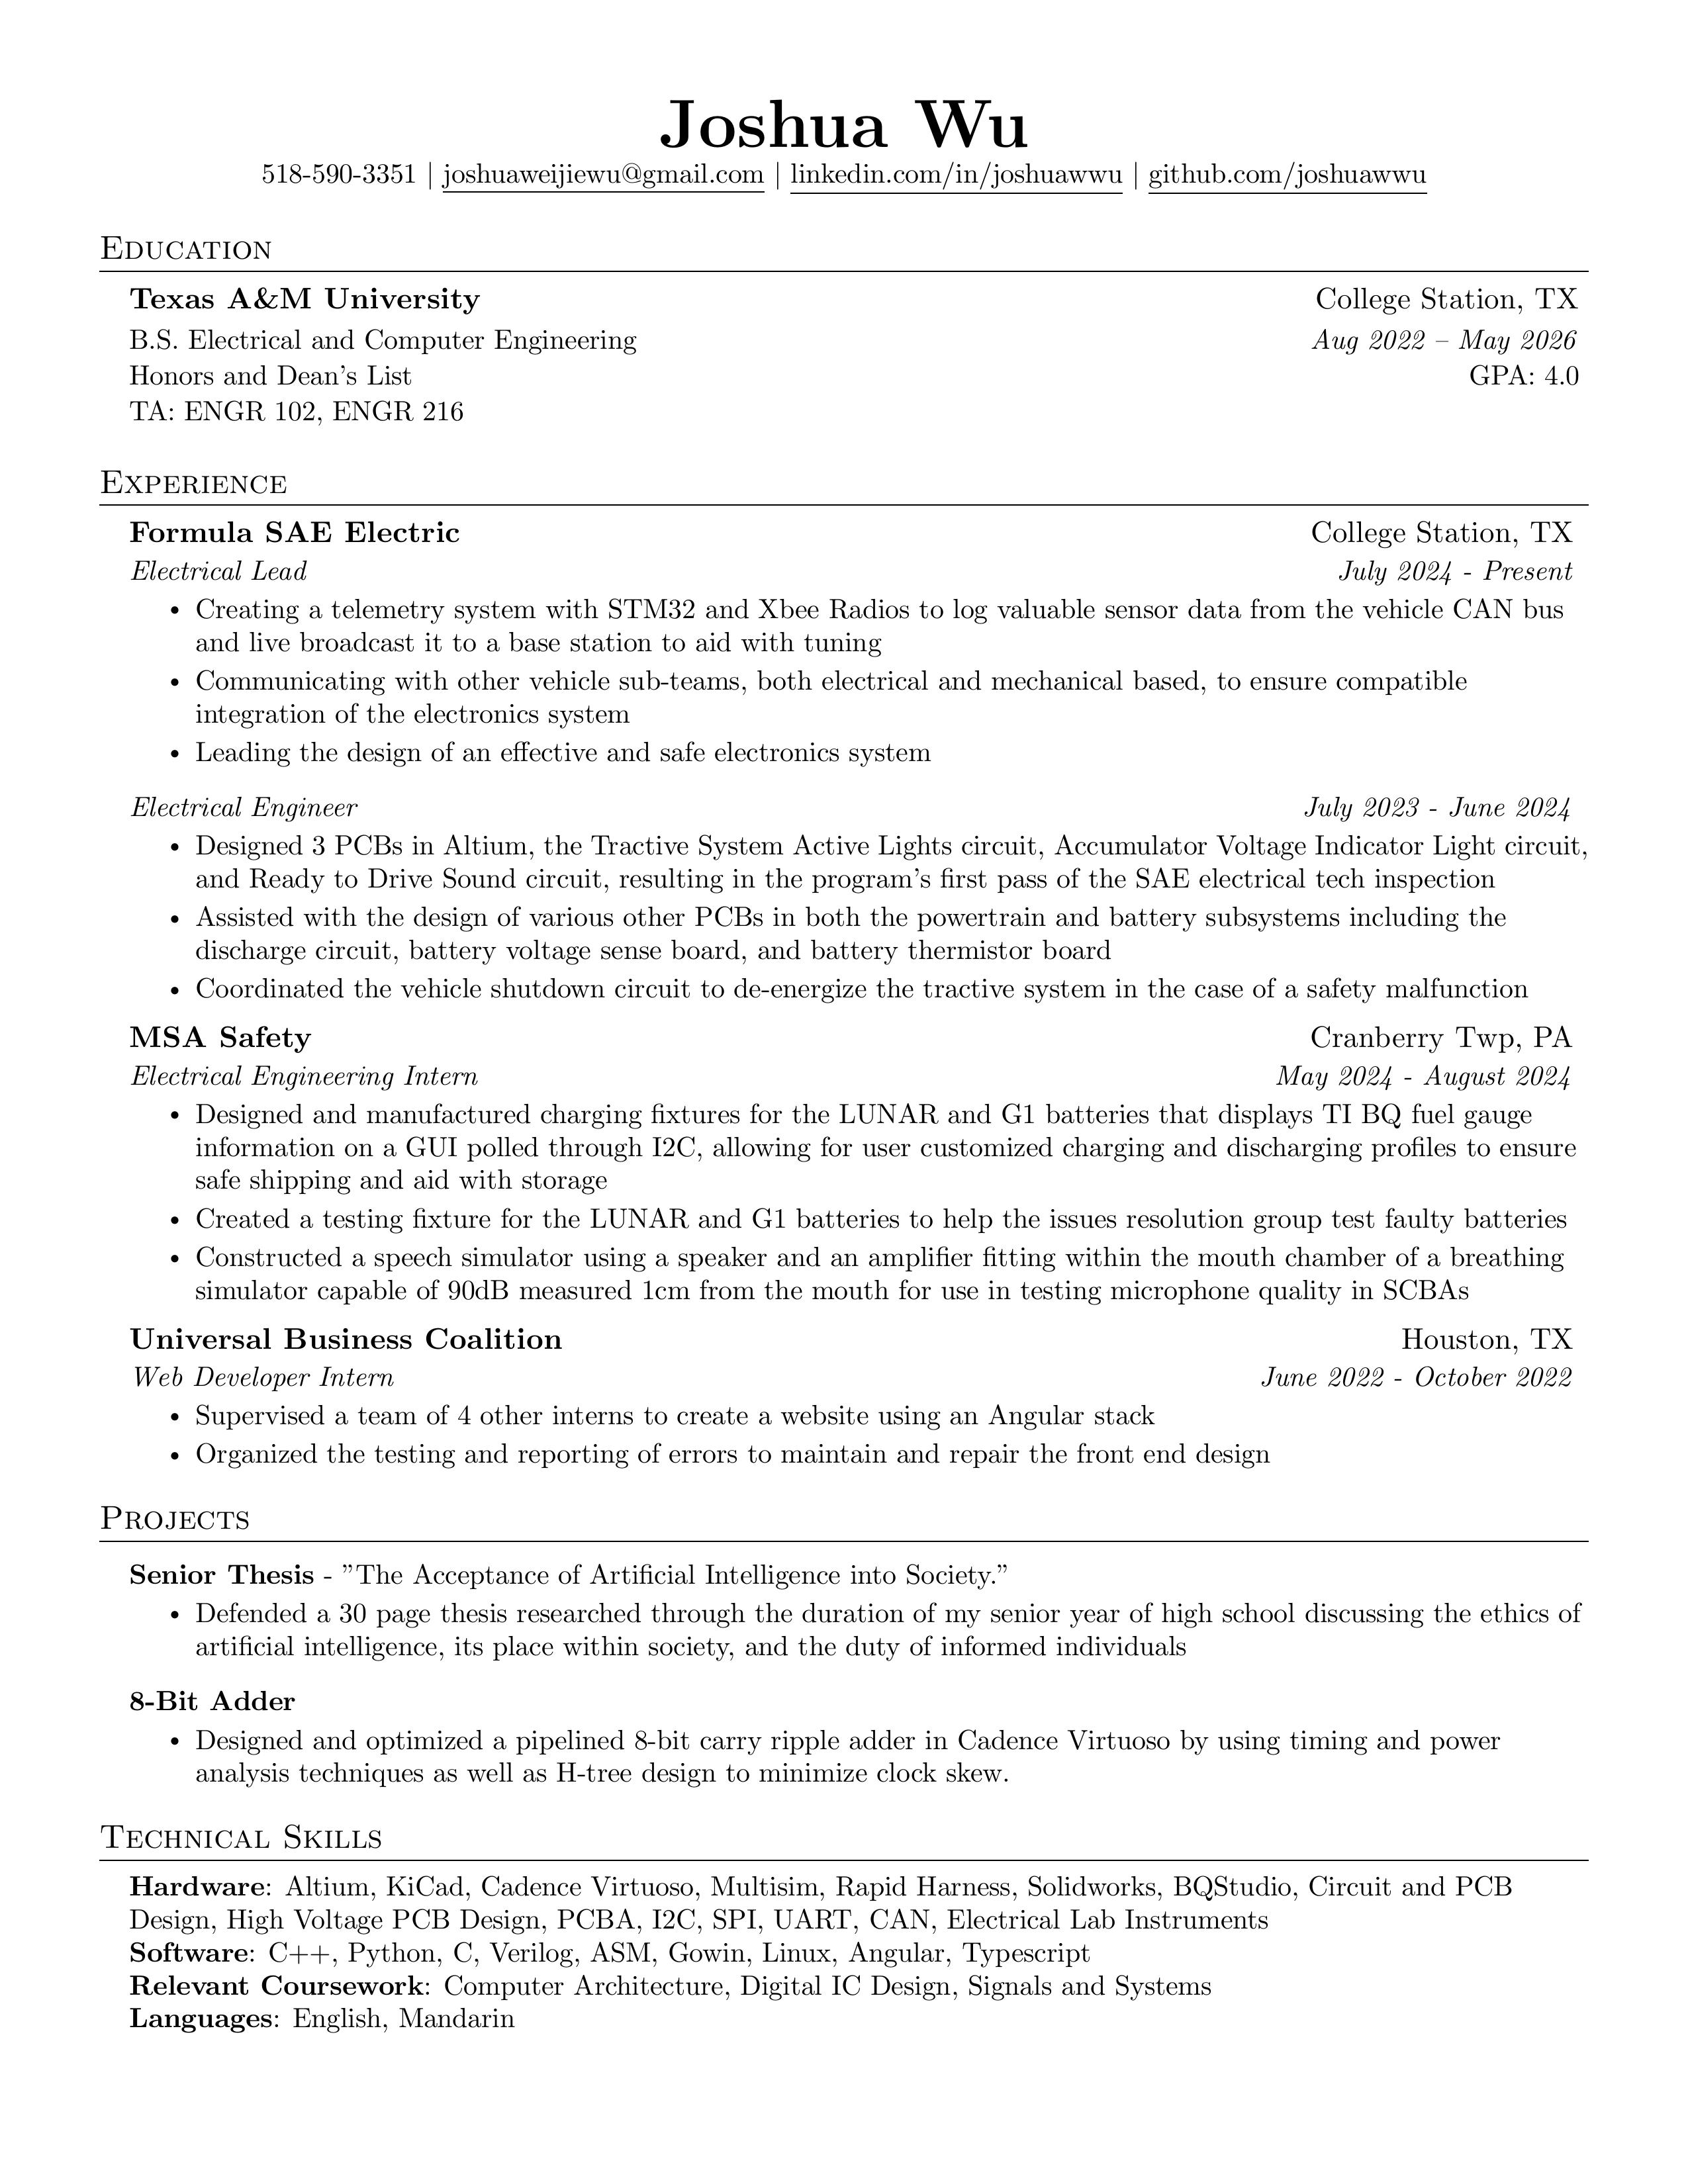 Joshua Wu
518-590-3351 | joshuaweijiewu@gmail.com | linkedin.com/in/joshuawwu | github.com/joshuawwu
Education
Texas A&M University College Station, TX
B.S. Electrical and Computer Engineering Aug 2022 – May 2026
Honors and Dean's List GPA: 4.0
TA: ENGR 102, ENGR 216
Experience
Formula SAE Electric College Station, TX
Electrical Lead July 2024 - Present
• Creating a telemetry system with STM32 and Xbee Radios to log valuable sensor data from the vehicle CAN bus
and live broadcast it to a base station to aid with tuning
• Communicating with other vehicle sub-teams, both electrical and mechanical based, to ensure compatible
integration of the electronics system
• Leading the design of an effective and safe electronics system
Electrical Engineer July 2023 - June 2024
• Designed 3 PCBs in Altium, the Tractive System Active Lights circuit, Accumulator Voltage Indicator Light circuit,
and Ready to Drive Sound circuit, resulting in the program's first pass of the SAE electrical tech inspection
• Assisted with the design of various other PCBs in both the powertrain and battery subsystems including the
discharge circuit, battery voltage sense board, and battery thermistor board
• Coordinated the vehicle shutdown circuit to de-energize the tractive system in the case of a safety malfunction
MSA Safety Cranberry Twp, PA
Electrical Engineering Intern May 2024 - August 2024
• Designed and manufactured charging fixtures for the LUNAR and G1 batteries that displays TI BQ fuel gauge
information on a GUI polled through I2C, allowing for user customized charging and discharging profiles to ensure
safe shipping and aid with storage
• Created a testing fixture for the LUNAR and G1 batteries to help the issues resolution group test faulty batteries
• Constructed a speech simulator using a speaker and an amplifier fitting within the mouth chamber of a breathing
simulator capable of 90dB measured 1cm from the mouth for use in testing microphone quality in SCBAs
Universal Business Coalition Houston, TX
Web Developer Intern June 2022 - October 2022
• Supervised a team of 4 other interns to create a website using an Angular stack
• Organized the testing and reporting of errors to maintain and repair the front end design
Projects
Senior Thesis - ”The Acceptance of Artificial Intelligence into Society.”
• Defended a 30 page thesis researched through the duration of my senior year of high school discussing the ethics of
artificial intelligence, its place within society, and the duty of informed individuals
8-Bit Adder
• Designed and optimized a pipelined 8-bit carry ripple adder in Cadence Virtuoso by using timing and power
analysis techniques as well as H-tree design to minimize clock skew.
Technical Skills
Hardware: Altium, KiCad, Cadence Virtuoso, Multisim, Rapid Harness, Solidworks, BQStudio, Circuit and PCB
Design, High Voltage PCB Design, PCBA, I2C, SPI, UART, CAN, Electrical Lab Instruments
Software: C++, Python, C, Verilog, ASM, Gowin, Linux, Angular, Typescript
Relevant Coursework: Computer Architecture, Digital IC Design, Signals and Systems
Languages: English, Mandarin